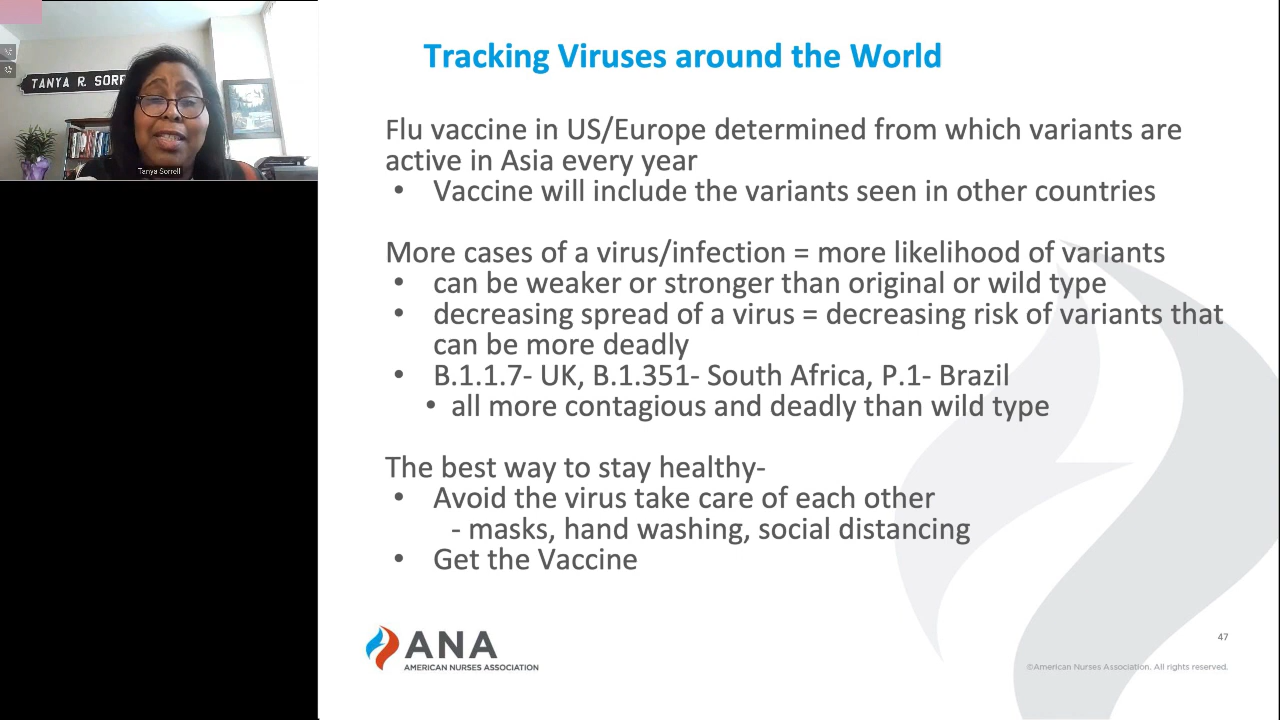 TANYA R. SORR
Tanya Sorrell
Tracking Viruses around the World
Flu vaccine in US/Europe determined from which variants are
active in Asia every year
• Vaccine will include the variants seen in other countries
More cases of a virus/infection = more likelihood of variants
• can be weaker or stronger than original or wild type
• decreasing spread of a virus = decreasing risk of variants that
can be more deadly
• B.1.1.7- UK, B.1.351- South Africa, P.1- Brazil
• all more contagious and deadly than wild type
The best way to stay healthy-
• Avoid the virus take care of each other
- masks, hand washing, social distancing
• Get the Vaccine
ANA
AMERICAN NURSES ASSOCIATION
47
©American Nurses Association. All rights reserved.